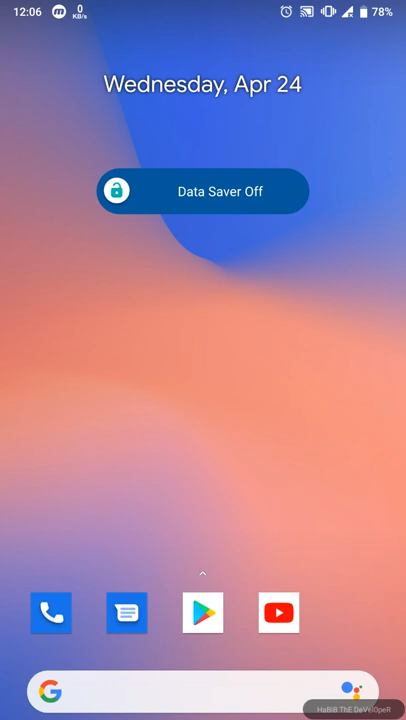 12:06
0
KB/s
78%
Wednesday, Apr 24
Data Saver Off
HaBiB ThE DeVelOpeR